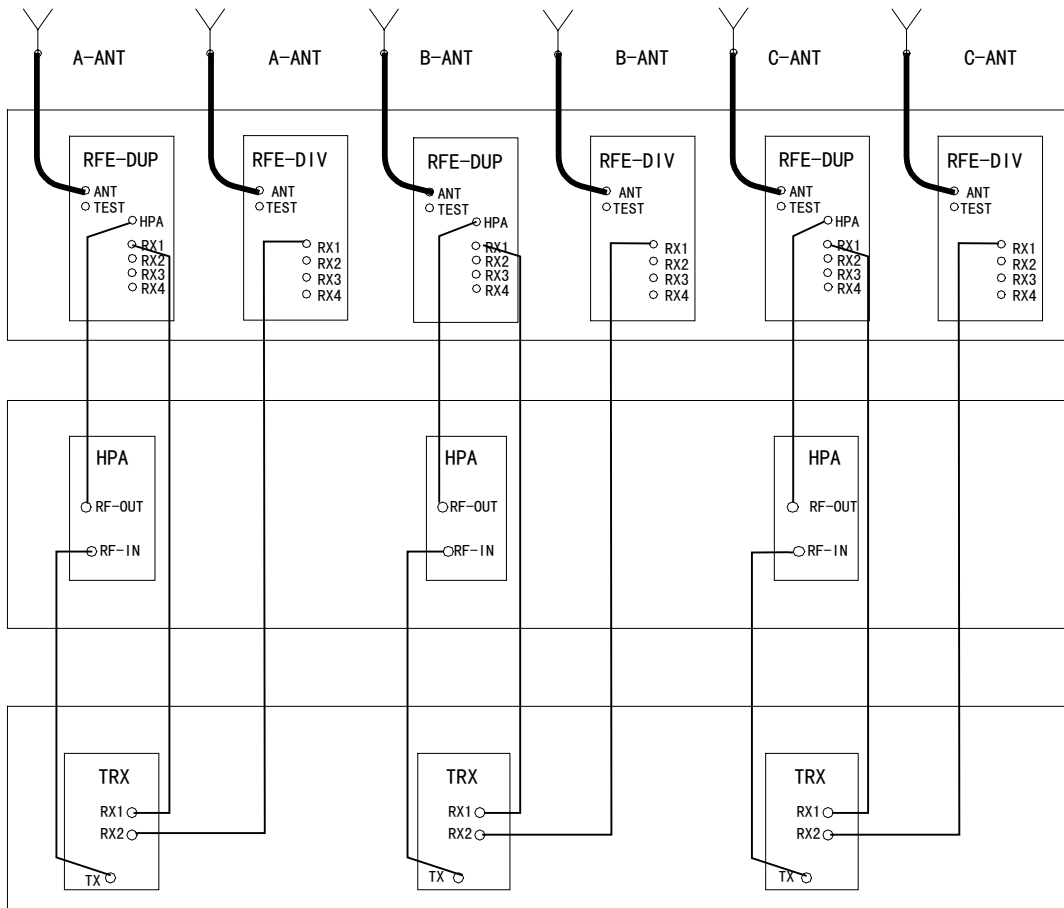 A-ANT A-ANT B-ANT B-ANT C-ANT C-ANT
RFE-DUP RFE-DIV RFE-DUP RFE-DIV RFE-DUP RFE-DIV
ANT ANT ANT ANT ANT ANT
TEST TEST TEST TEST TEST TEST
HPA HPA HPA
RX1 RX1 RX1 RX1 RX1 RX1
RX2 RX2 RX2 RX2 RX2 RX2
RX3 RX3 RX3 RX3 RX3 RX3
RX4 RX4 RX4 RX4 RX4 RX4
HPA HPA HPA
RF-OUT RF-OUT RF-OUT
RF-IN RF-IN RF-IN
TRX TRX TRX
RX1 RX1 RX1
RX2 RX2 RX2
TX TX TX